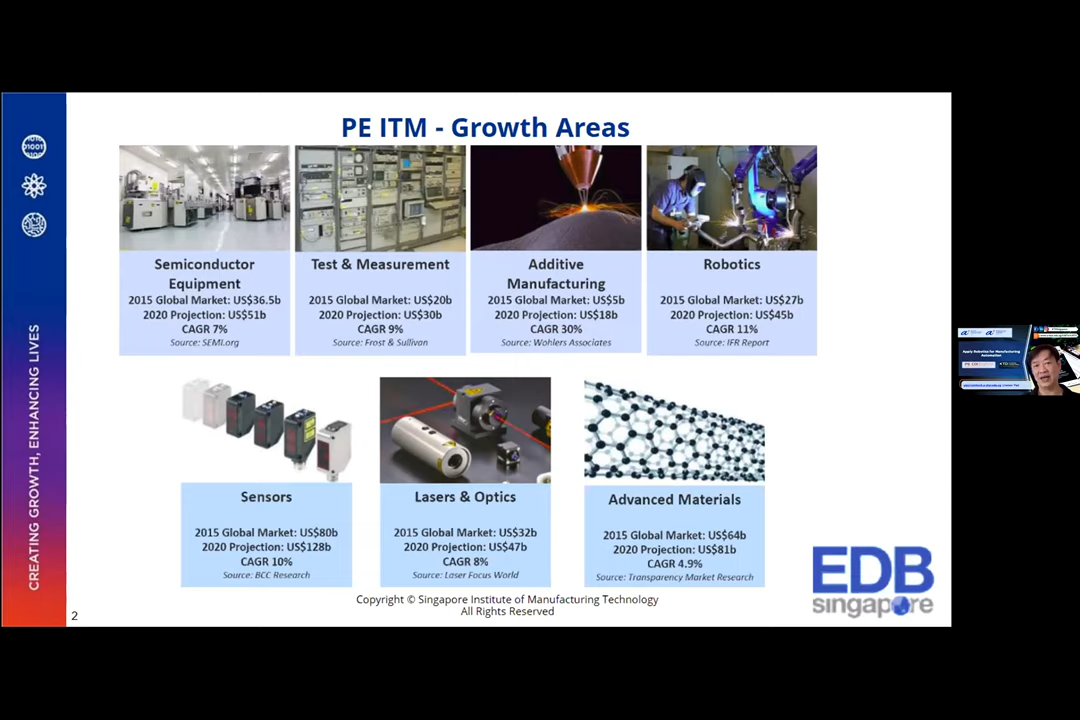 PE ITM - Growth Areas
01001
CREATING GROWTH, ENHANCING LIVES
Semiconductor
Equipment
2015 Global Market: US$36.5b
2020 Projection: US$51b
CAGR 7%
Source: SEMI.org
Test & Measurement
2015 Global Market: US$20b
2020 Projection: US$30b
CAGR 9%
Source: Frost & Sullivan
Additive
Manufacturing
2015 Global Market: US$5b
2020 Projection: US$18b
CAGR 30%
Source: Wohlers Associates
Robotics
2015 Global Market: US$27b
2020 Projection: US$45b
CAGR 11%
Source: IFR Report
Sensors
2015 Global Market: US$80b
2020 Projection: US$128b
CAGR 10%
Source: BCC Research
Lasers & Optics
2015 Global Market: US$32b
2020 Projection: US$47b
CAGR 8%
Source: Laser Focus World
Advanced Materials
2015 Global Market: US$64b
2020 Projection: US$81b
CAGR 4.9%
Source: Transparency Market Research
Copyright © Singapore Institute of Manufacturing Technology
All Rights Reserved
EDB
singapore
2
Apply Robotics for Manufacturing
Automation